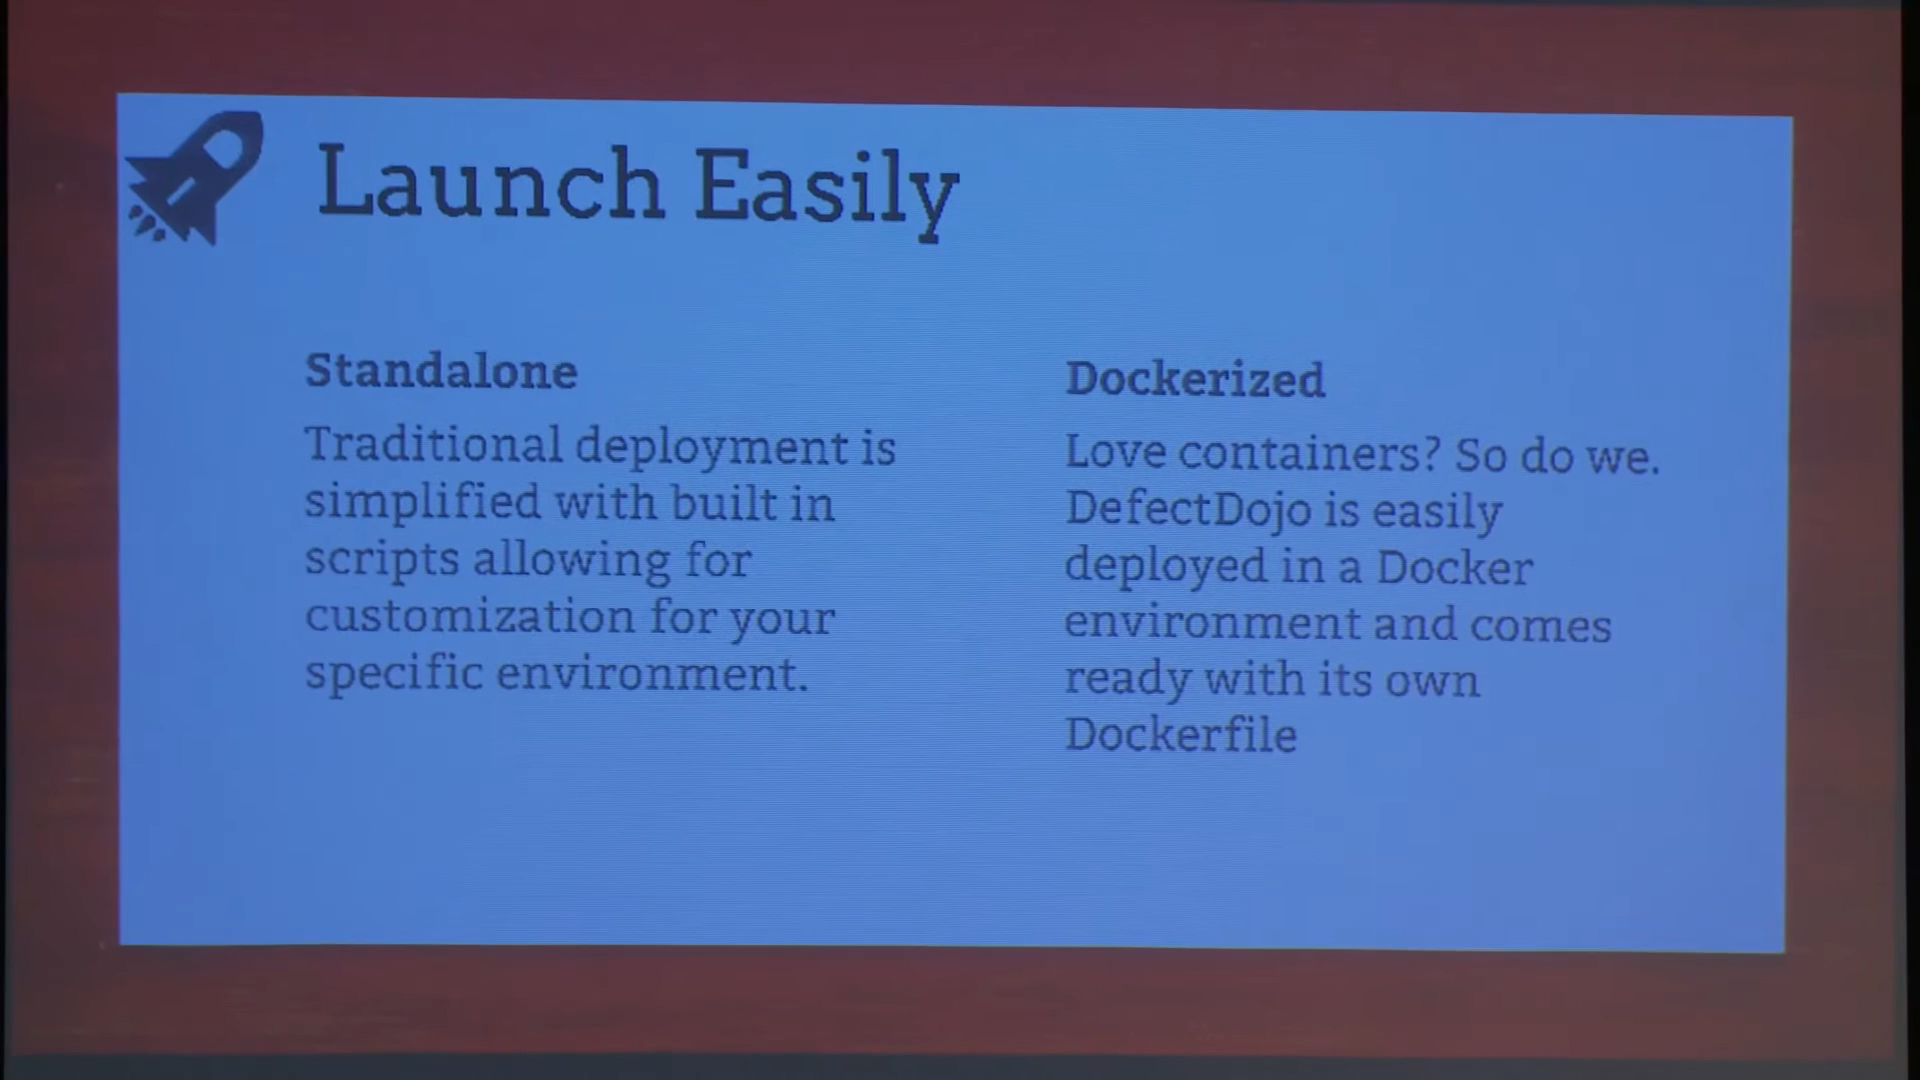 Launch Easily
Standalone
Traditional deployment is
simplified with built in
scripts allowing for
customization for your
specific environment.
Dockerized
Love containers? So do we.
DefectDojo is easily
deployed in a Docker
environment and comes
ready with its own
Dockerfile